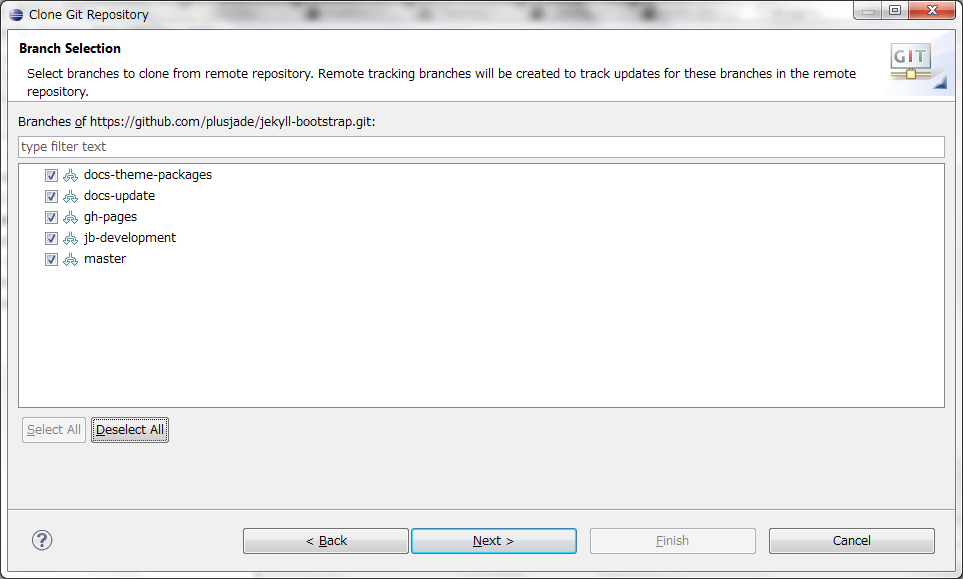 Clone Git Repository
Branch Selection
Select branches to clone from remote repository. Remote tracking branches will be created to track updates for these branches in the remote
repository.
GIT
Branches of https://github.com/plusjade/jekyll-bootstrap.git:
type filter text
docs-theme-packages
docs-update
gh-pages
jb-development
master
Select All Deselect All
? < Back Next > Finish Cancel